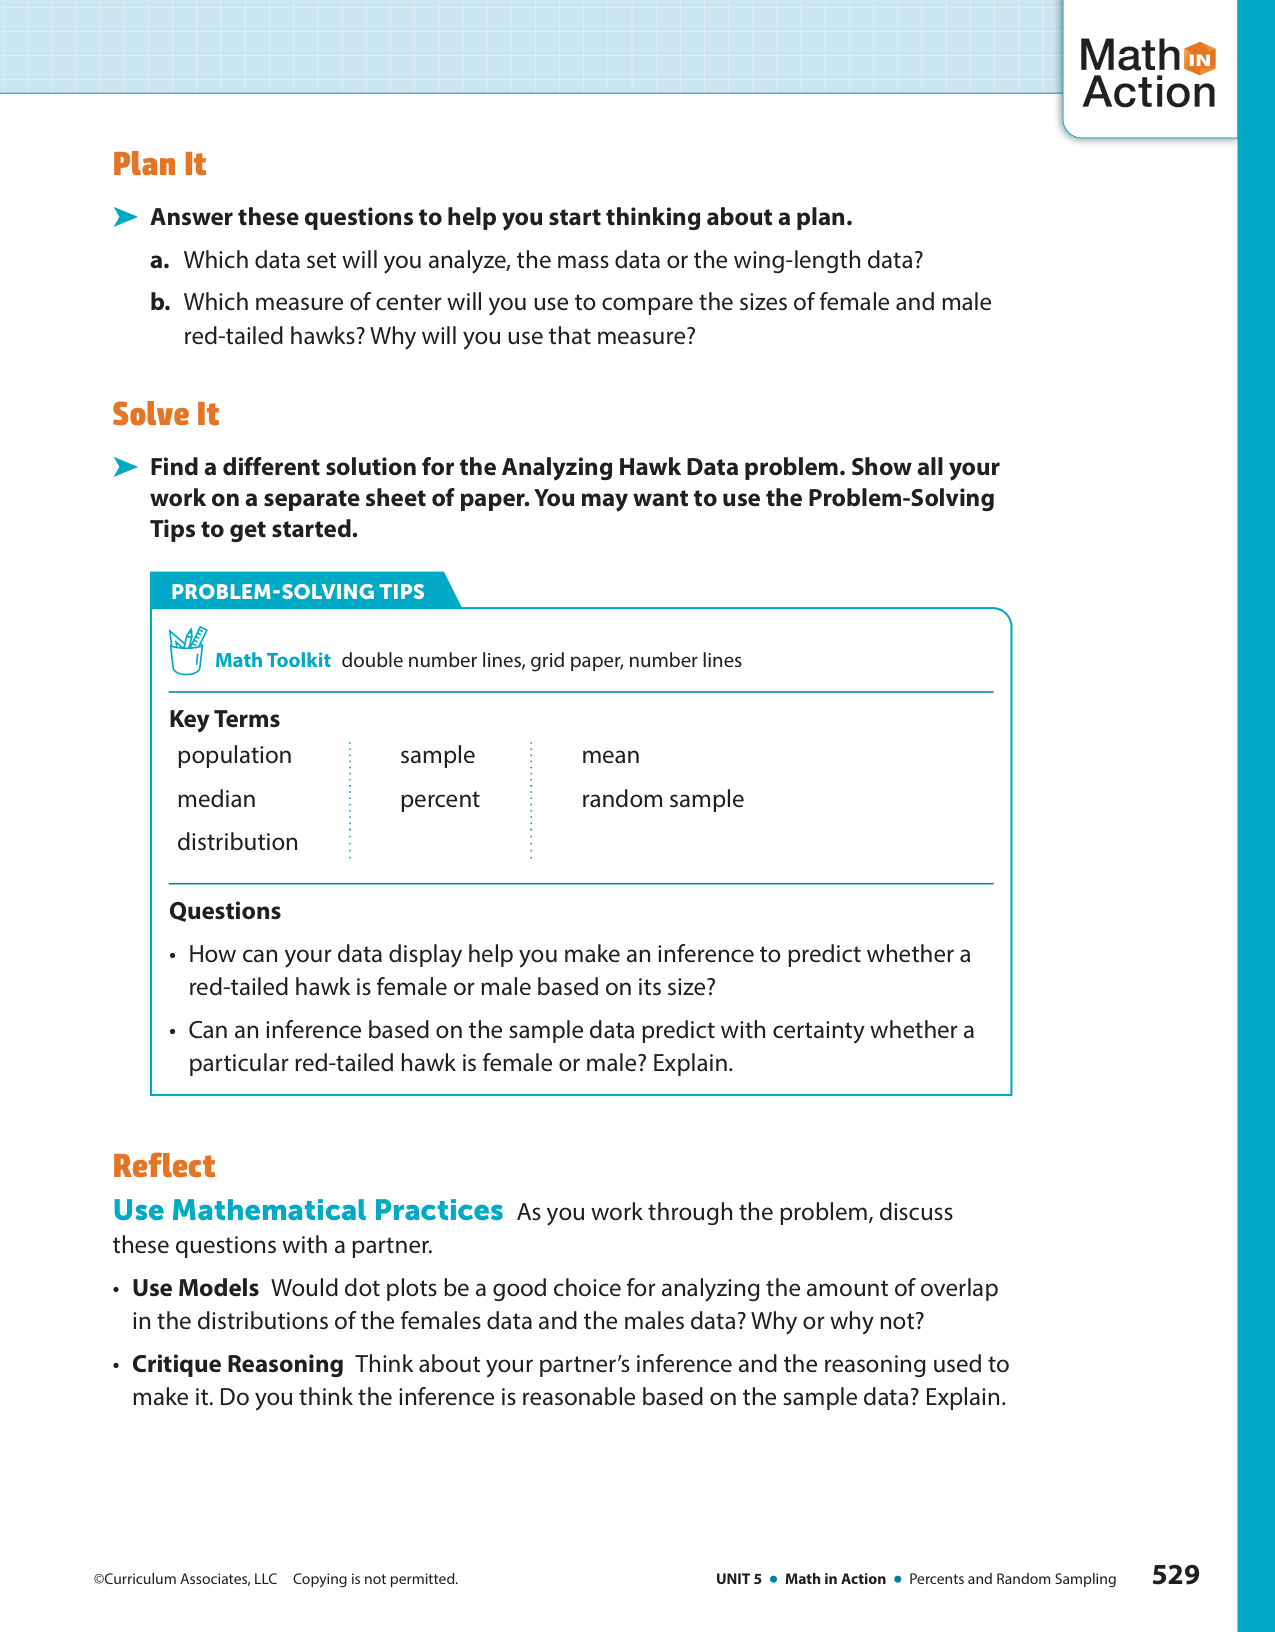 Math IN
Action
Plan It
Answer these questions to help you start thinking about a plan.
a. Which data set will you analyze, the mass data or the wing-length data?
b. Which measure of center will you use to compare the sizes of female and male
red-tailed hawks? Why will you use that measure?
Solve It
Find a different solution for the Analyzing Hawk Data problem. Show all your
work on a separate sheet of paper. You may want to use the Problem-Solving
Tips to get started.
PROBLEM-SOLVING TIPS
Math Toolkit double number lines, grid paper, number lines
Key Terms
population sample mean
median percent random sample
distribution
Questions
• How can your data display help you make an inference to predict whether a
red-tailed hawk is female or male based on its size?
• Can an inference based on the sample data predict with certainty whether a
particular red-tailed hawk is female or male? Explain.
Reflect
Use Mathematical Practices As you work through the problem, discuss
these questions with a partner.
• Use Models Would dot plots be a good choice for analyzing the amount of overlap
in the distributions of the females data and the males data? Why or why not?
• Critique Reasoning Think about your partner's inference and the reasoning used to
make it. Do you think the inference is reasonable based on the sample data? Explain.
©Curriculum Associates, LLC Copying is not permitted.
UNIT 5 • Math in Action • Percents and Random Sampling 529